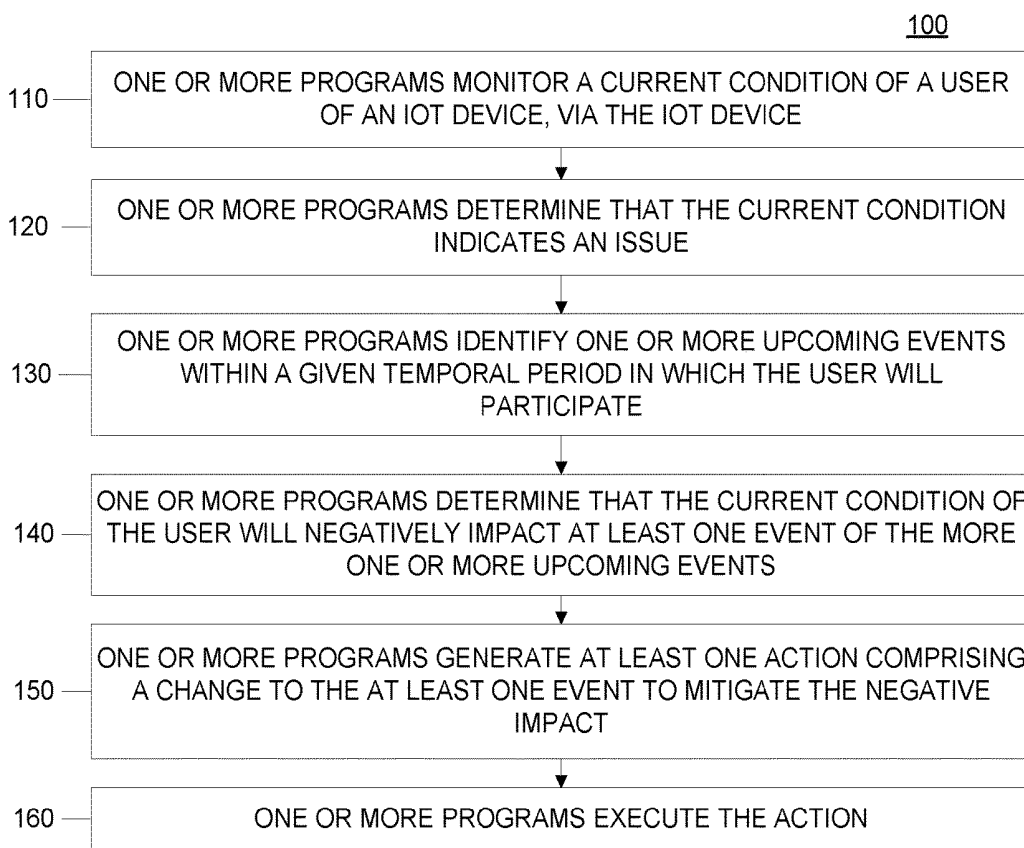 100
110
ONE OR MORE PROGRAMS MONITOR A CURRENT CONDITION OF A USER
OF AN IOT DEVICE, VIA THE IOT DEVICE
120
ONE OR MORE PROGRAMS DETERMINE THAT THE CURRENT CONDITION
INDICATES AN ISSUE
130
ONE OR MORE PROGRAMS IDENTIFY ONE OR MORE UPCOMING EVENTS
WITHIN A GIVEN TEMPORAL PERIOD IN WHICH THE USER WILL
PARTICIPATE
140
ONE OR MORE PROGRAMS DETERMINE THAT THE CURRENT CONDITION OF
THE USER WILL NEGATIVELY IMPACT AT LEAST ONE EVENT OF THE MORE
ONE OR MORE UPCOMING EVENTS
150
ONE OR MORE PROGRAMS GENERATE AT LEAST ONE ACTION COMPRISING
A CHANGE TO THE AT LEAST ONE EVENT TO MITIGATE THE NEGATIVE
IMPACT
160
ONE OR MORE PROGRAMS EXECUTE THE ACTION